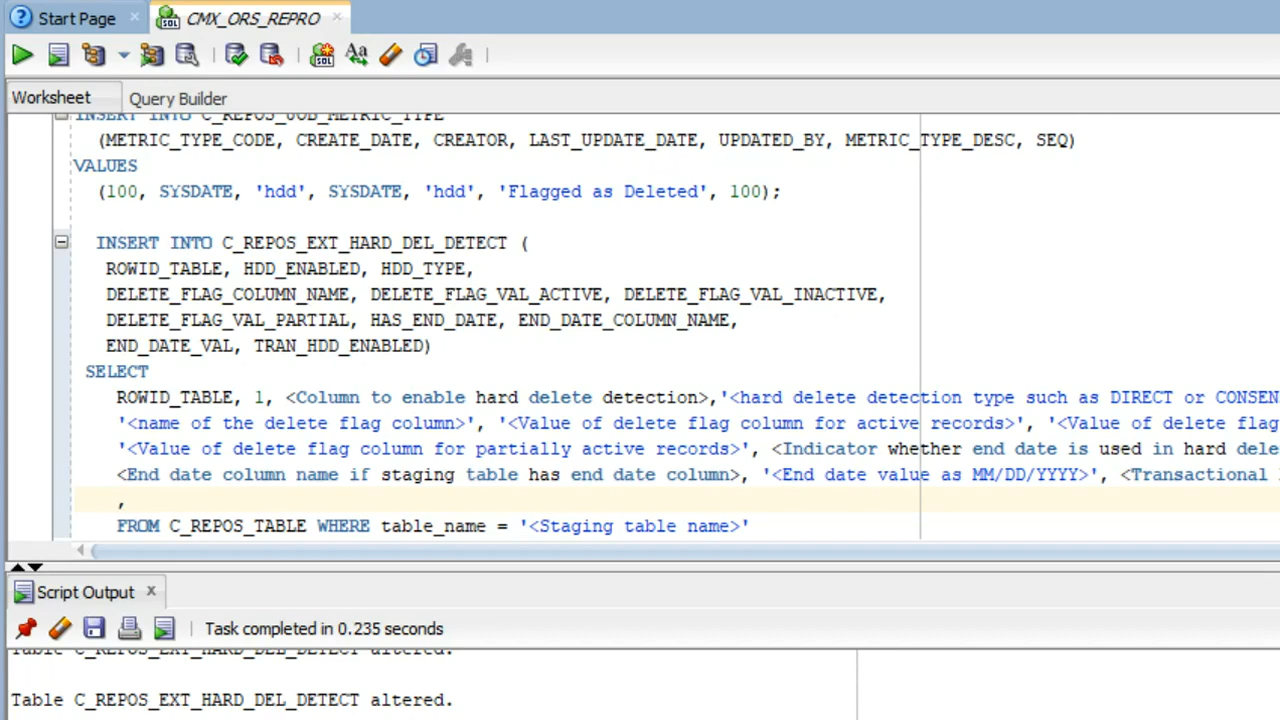 Start Page
CMX_ORS_REPRO
Worksheet
Query Builder
INSERT INTO C_REPOS_JOB_METRIC_TYPE
(METRIC_TYPE_CODE, CREATE_DATE, CREATOR, LAST_UPDATE_DATE, UPDATED_BY, METRIC_TYPE_DESC, SEQ)
VALUES
(100, SYSDATE, 'hdd', SYSDATE, 'hdd', 'Flagged as Deleted', 100);
INSERT INTO C_REPOS_EXT_HARD_DEL_DETECT (
ROWID_TABLE, HDD_ENABLED, HDD_TYPE,
DELETE_FLAG_COLUMN_NAME, DELETE_FLAG_VAL_ACTIVE, DELETE_FLAG_VAL_INACTIVE,
DELETE_FLAG_VAL_PARTIAL, HAS_END_DATE, END_DATE_COLUMN_NAME,
END_DATE_VAL, TRAN_HDD_ENABLED)
SELECT
ROWID_TABLE, 1, <Column to enable hard delete detection>,'<hard delete detection type such as DIRECT or CONSEN
'<name of the delete flag column>', '<Value of delete flag column for active records>', '<Value of delete flag
'<Value of delete flag column for partially active records>', <Indicator whether end date is used in hard dele
<End date column name if staging table has end date column>, '<End date value as MM/DD/YYYY>', <Transactional
,
FROM C_REPOS_TABLE WHERE table_name = '<Staging table name>'
Script Output
Task completed in 0.235 seconds
Table C_REPOS_EXT_HARD_DEL_DETECT altered.
Table C_REPOS_EXT_HARD_DEL_DETECT altered.